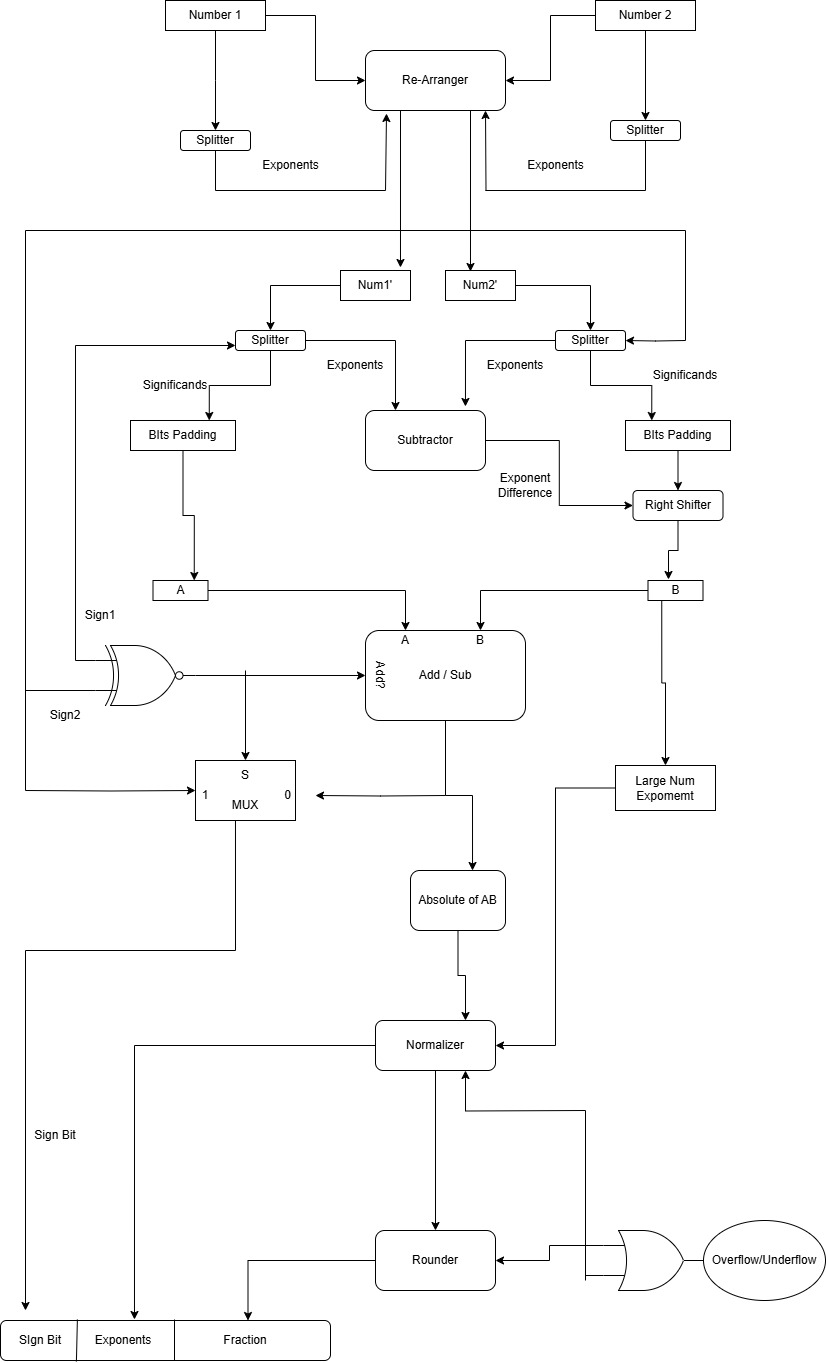 Number 1
Number 2
Re-Arranger
Splitter
Splitter
Exponents
Exponents
Num1'
Num2'
Splitter
Splitter
Exponents
Exponents
Significands
Significands
BIts Padding
Subtractor
BIts Padding
Exponent
Difference
Right Shifter
A
B
Sign1
A
B
Add?
Add / Sub
Sign2
S
1
0
MUX
Large Num
Expomemt
Absolute of AB
Normalizer
Sign Bit
Rounder
Overflow/Underflow
SIgn Bit
Exponents
Fraction